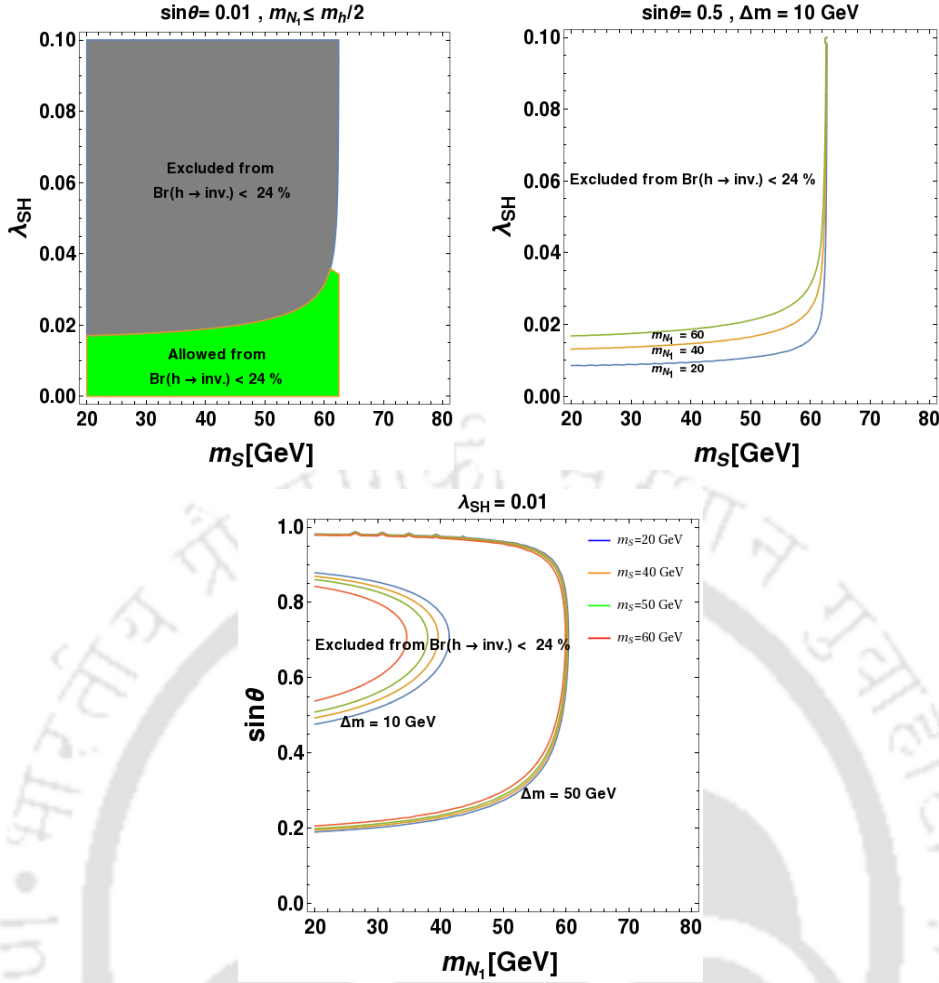 sinθ= 0.01 , m_{N_1} ≤ m_h/2
0.10
0.08
0.06
0.04
0.02
0.00
λ_{SH}
Excluded from
Br(h → inv.) < 24 %
Allowed from
Br(h → inv.) < 24 %
20 30 40 50 60 70 80
m_S[GeV]
sinθ= 0.5 , Δm = 10 GeV
0.10
0.08
0.06
0.04
0.02
0.00
λ_{SH}
Excluded from Br(h → inv.) < 24 %
m_{N_1} = 60
m_{N_1} = 40
m_{N_1} = 20
20 30 40 50 60 70 80
m_S[GeV]
λ_{SH} = 0.01
1.0
0.8
0.6
0.4
0.2
0.0
sinθ
m_S=20 GeV
m_S=40 GeV
m_S=50 GeV
m_S=60 GeV
Excluded from Br(h → inv.) < 24 %
Δm = 10 GeV
Δm = 50 GeV
20 30 40 50 60 70 80
m_{N_1}[GeV]